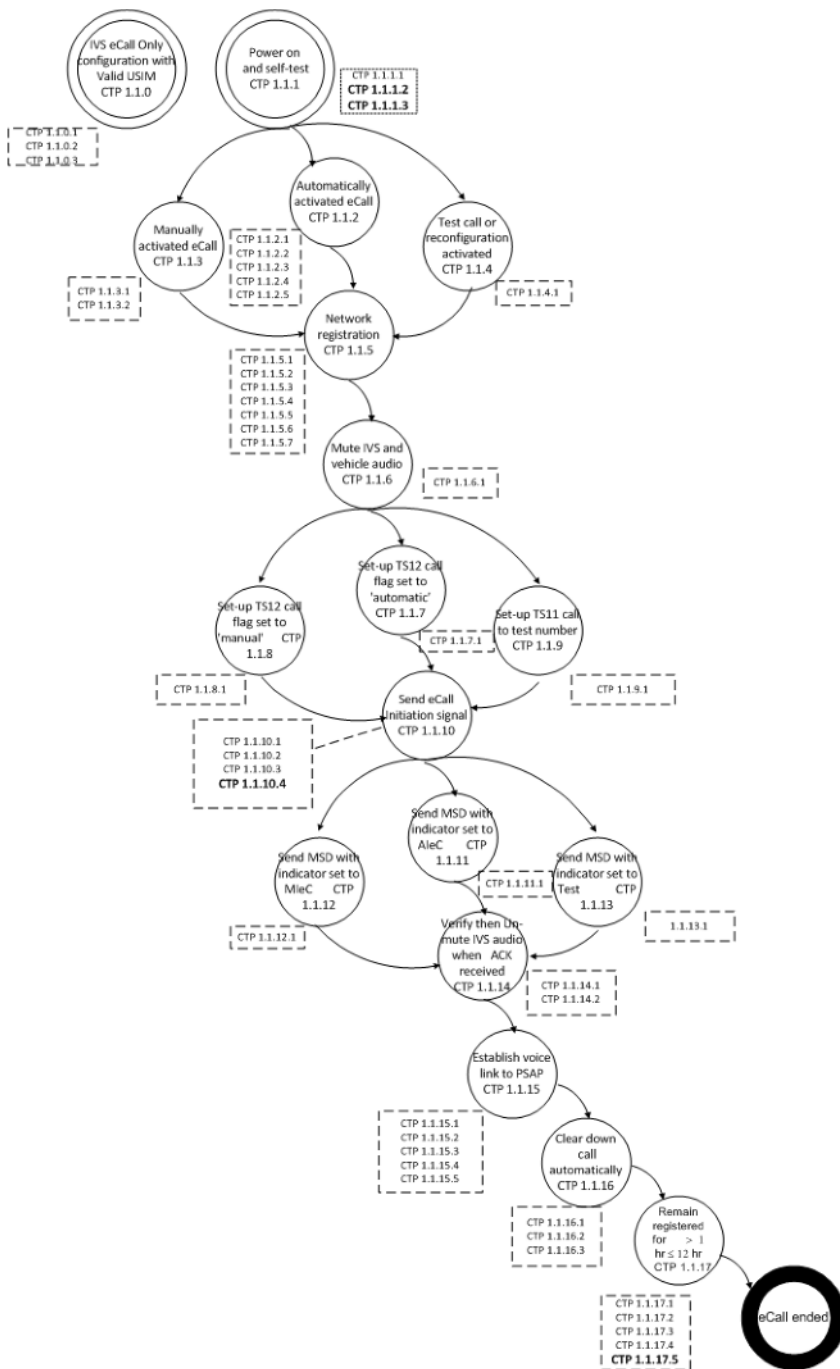 IVS eCall Only
configuration with
Valid USIM
CTP 1.1.0
Power on
and self-test
CTP 1.1.1
CTP 1.1.1.1
CTP 1.1.1.2
CTP 1.1.1.3
CTP 1.1.0.1
CTP 1.1.0.2
CTP 1.1.0.3
Automatically
activated eCall
CTP 1.1.2
Manually
activated eCall
CTP 1.1.3
Test call or
reconfiguration
activated
CTP 1.1.4
CTP 1.1.2.1
CTP 1.1.2.2
CTP 1.1.2.3
CTP 1.1.2.4
CTP 1.1.2.5
CTP 1.1.3.1
CTP 1.1.3.2
CTP 1.1.4.1
Network
registration
CTP 1.1.5
CTP 1.1.5.1
CTP 1.1.5.2
CTP 1.1.5.3
CTP 1.1.5.4
CTP 1.1.5.5
CTP 1.1.5.6
CTP 1.1.5.7
Mute IVS and
vehicle audio
CTP 1.1.6
CTP 1.1.6.1
Set-up TS12 call
flag set to
'automatic'
CTP 1.1.7
Set-up TS12 call
flag set to
'manual' CTP
1.1.8
Set-up TS11 call
to test number
CTP 1.1.9
CTP 1.1.7.1
CTP 1.1.8.1
CTP 1.1.9.1
Send eCall
Initiation signal
CTP 1.1.10
CTP 1.1.10.1
CTP 1.1.10.2
CTP 1.1.10.3
CTP 1.1.10.4
Send MSD with
indicator set to
AIeC CTP
1.1.11
Send MSD with
indicator set to
MIeC CTP
1.1.12
Send MSD with
indicator set to
Test CTP
1.1.13
CTP 1.1.11.1
CTP 1.1.12.1
1.1.13.1
Verify then Un-
mute IVS audio
when ACK
received
CTP 1.1.14
CTP 1.1.14.1
CTP 1.1.14.2
Establish voice
link to PSAP
CTP 1.1.15
CTP 1.1.15.1
CTP 1.1.15.2
CTP 1.1.15.3
CTP 1.1.15.4
CTP 1.1.15.5
Clear down
call
automatically
CTP 1.1.16
CTP 1.1.16.1
CTP 1.1.16.2
CTP 1.1.16.3
Remain
registered
for > 1
hr ≤ 12 hr
CTP 1.1.17
CTP 1.1.17.1
CTP 1.1.17.2
CTP 1.1.17.3
CTP 1.1.17.4
CTP 1.1.17.5
eCall ended